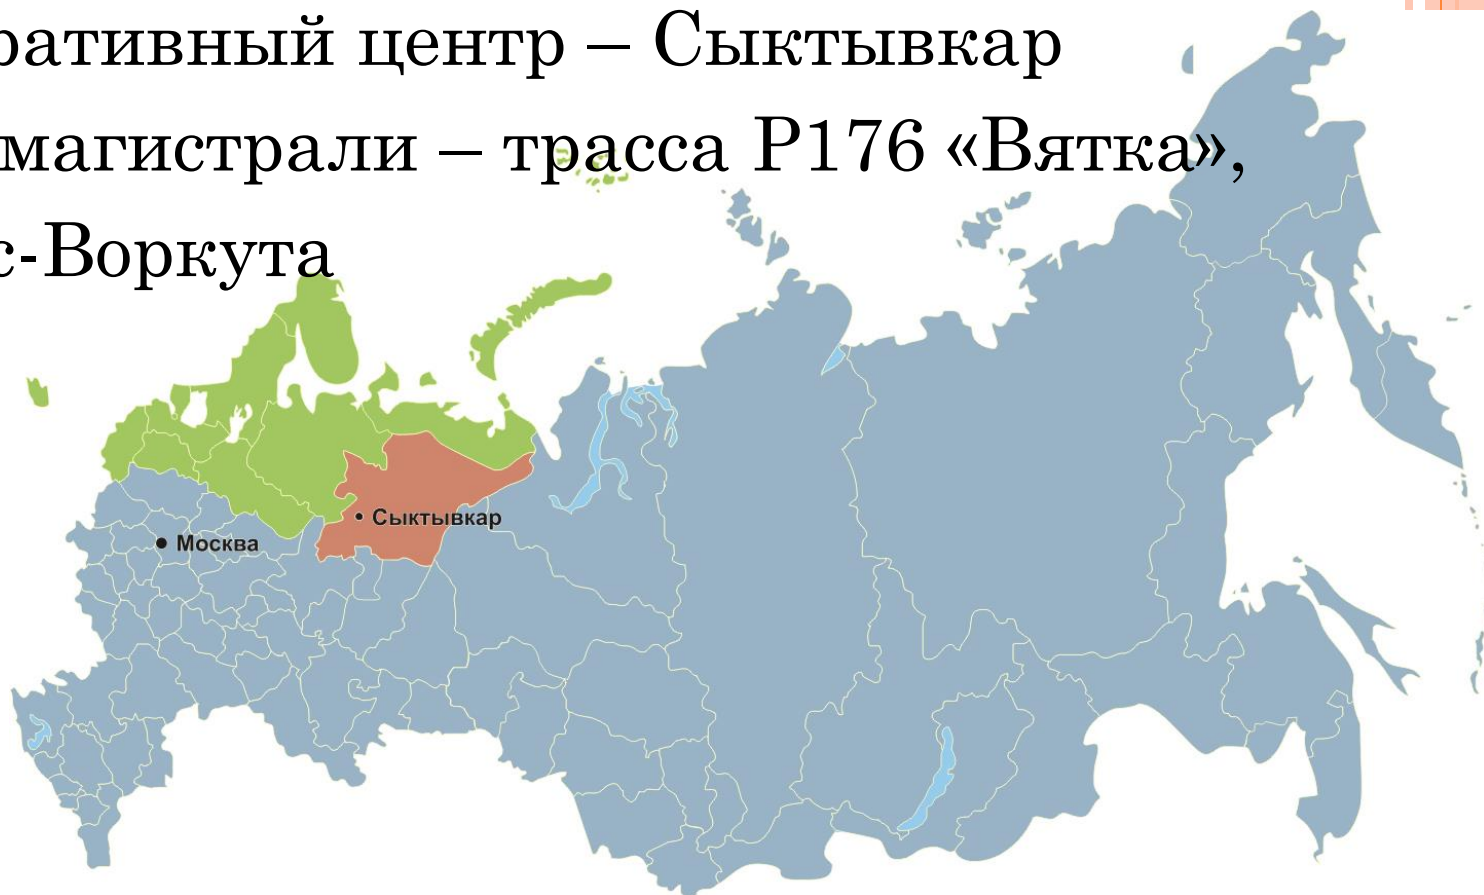 ративный центр – Сыктывкар
магистрали – трасса Р176 «Вятка»,
с-Воркута
Сыктывкар
Москва